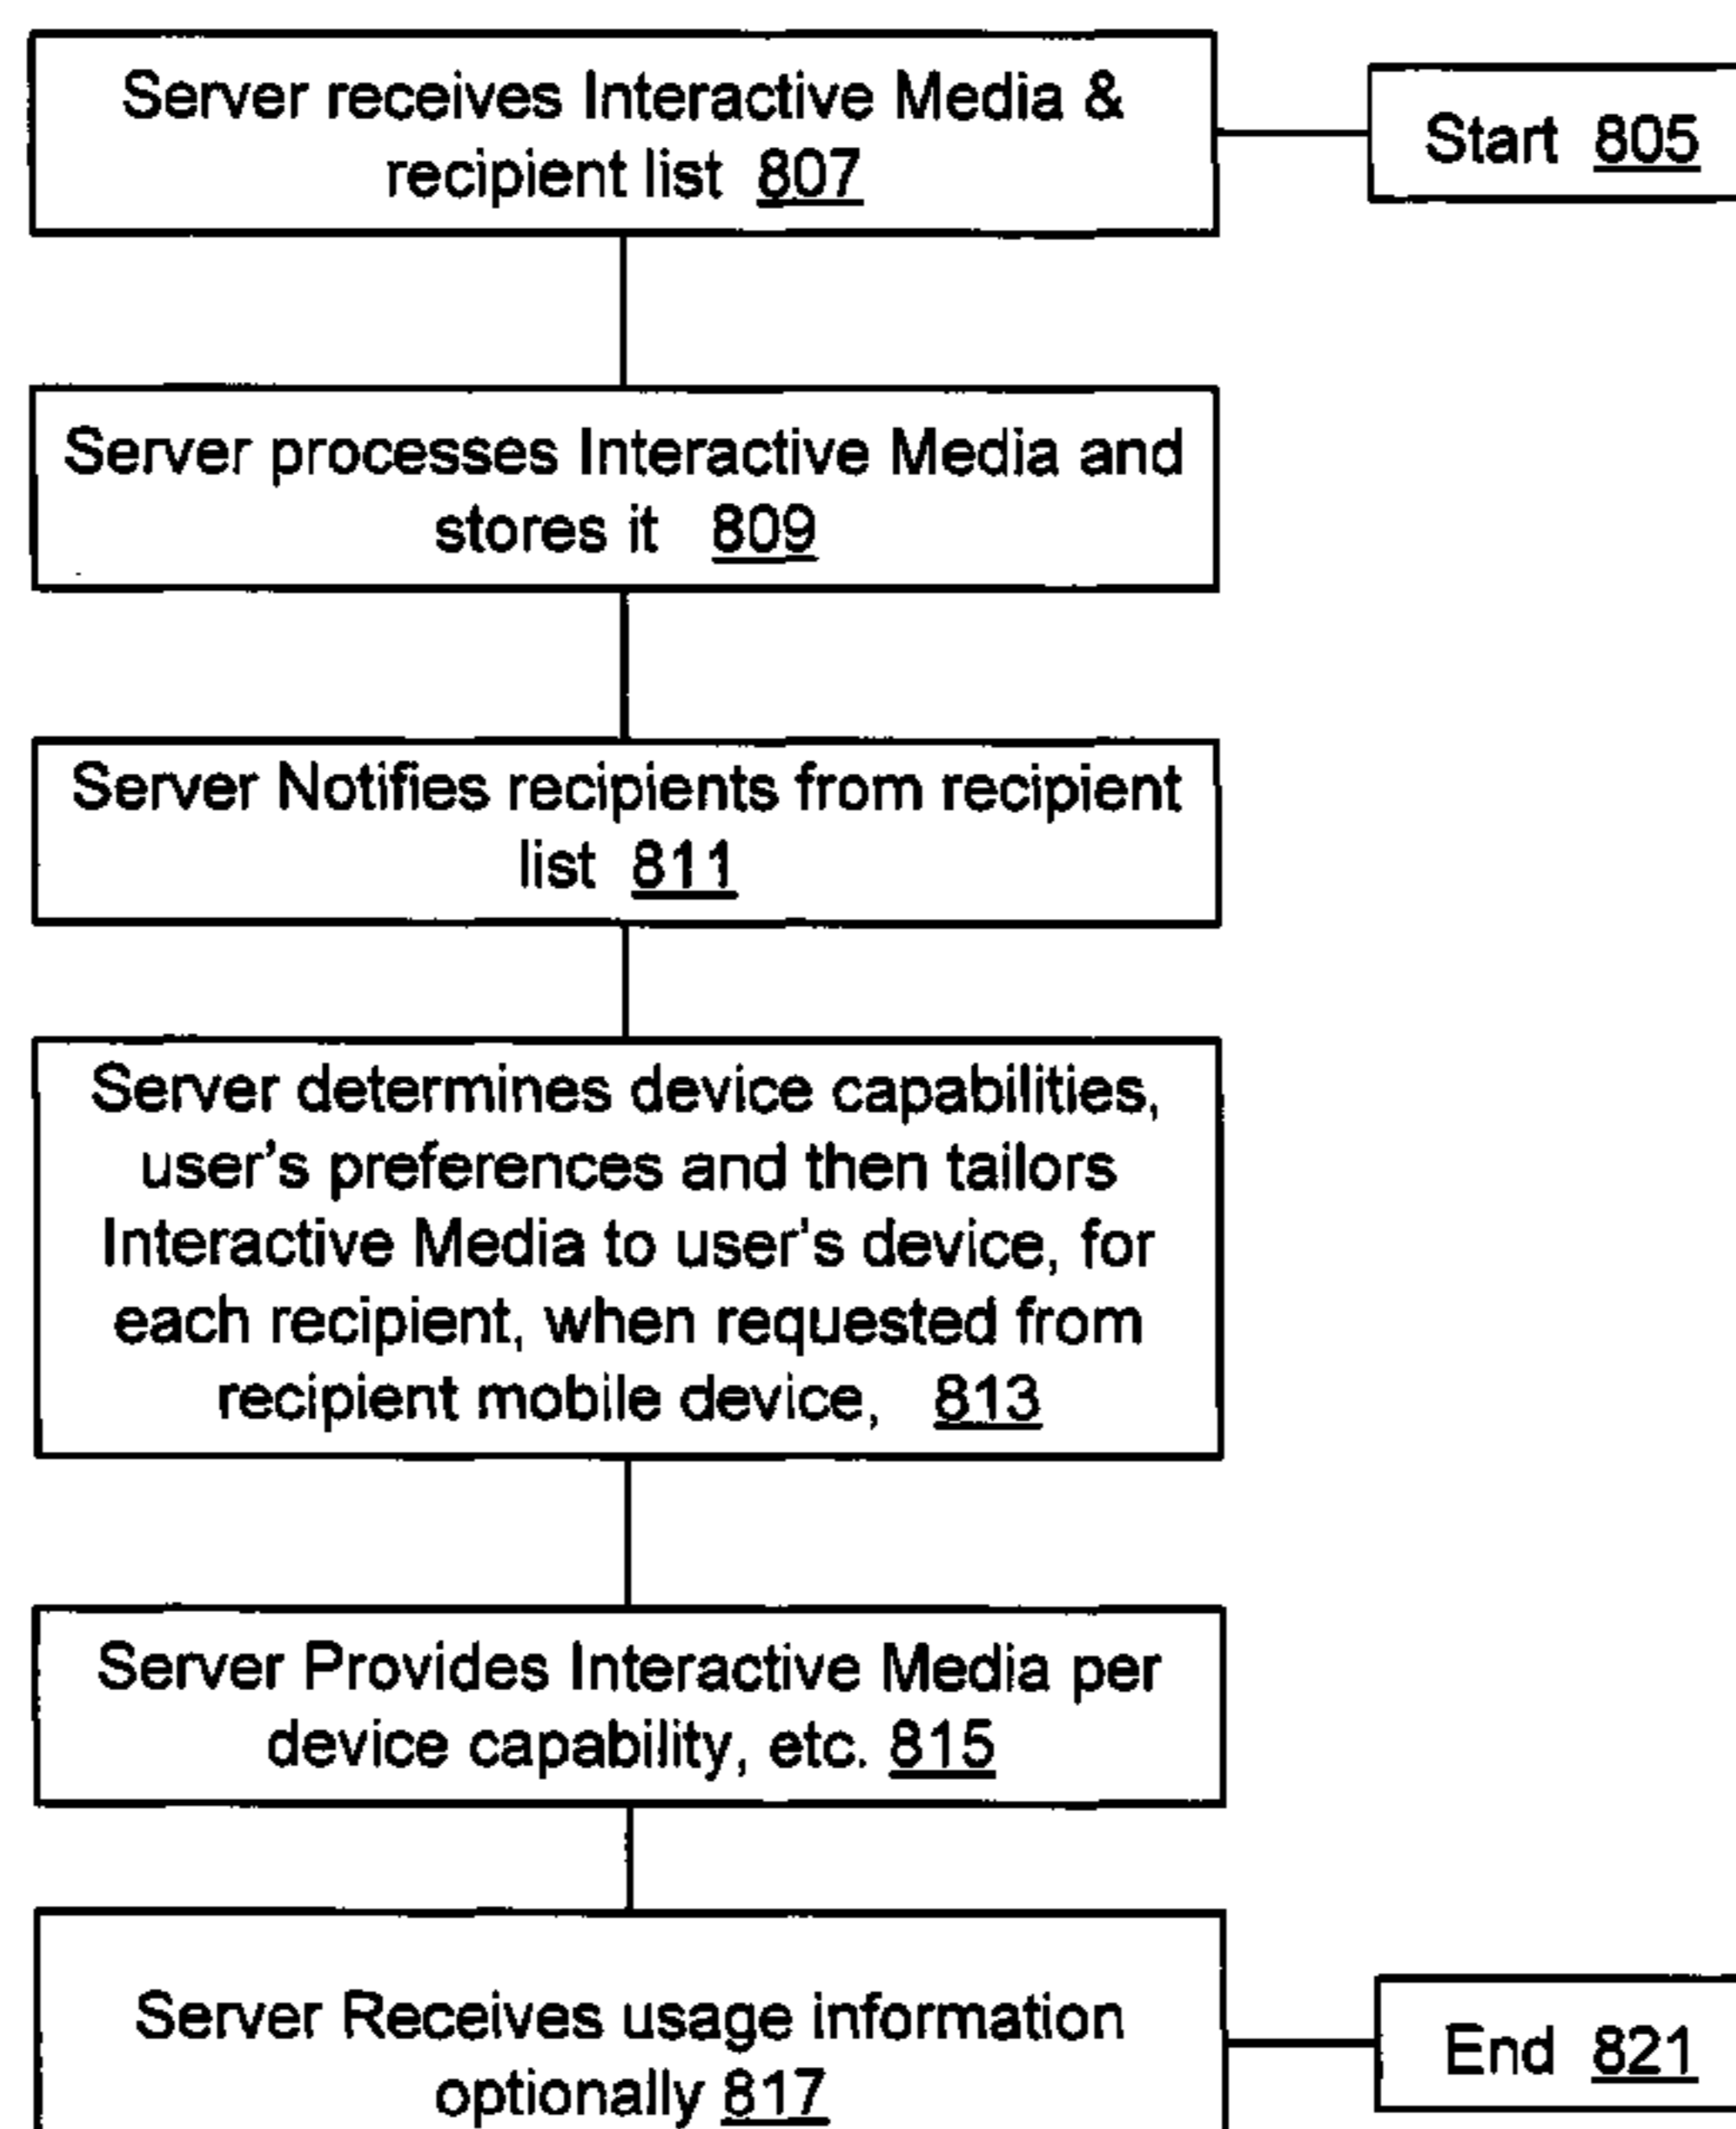 Server receives Interactive Media &
recipient list 807
Start 805
Server processes Interactive Media and
stores it 809
Server Notifies recipients from recipient
list 811
Server determines device capabilities,
user's preferences and then tailors
Interactive Media to user's device, for
each recipient, when requested from
recipient mobile device, 813
Server Provides Interactive Media per
device capability, etc. 815
Server Receives usage information
optionally 817
End 821